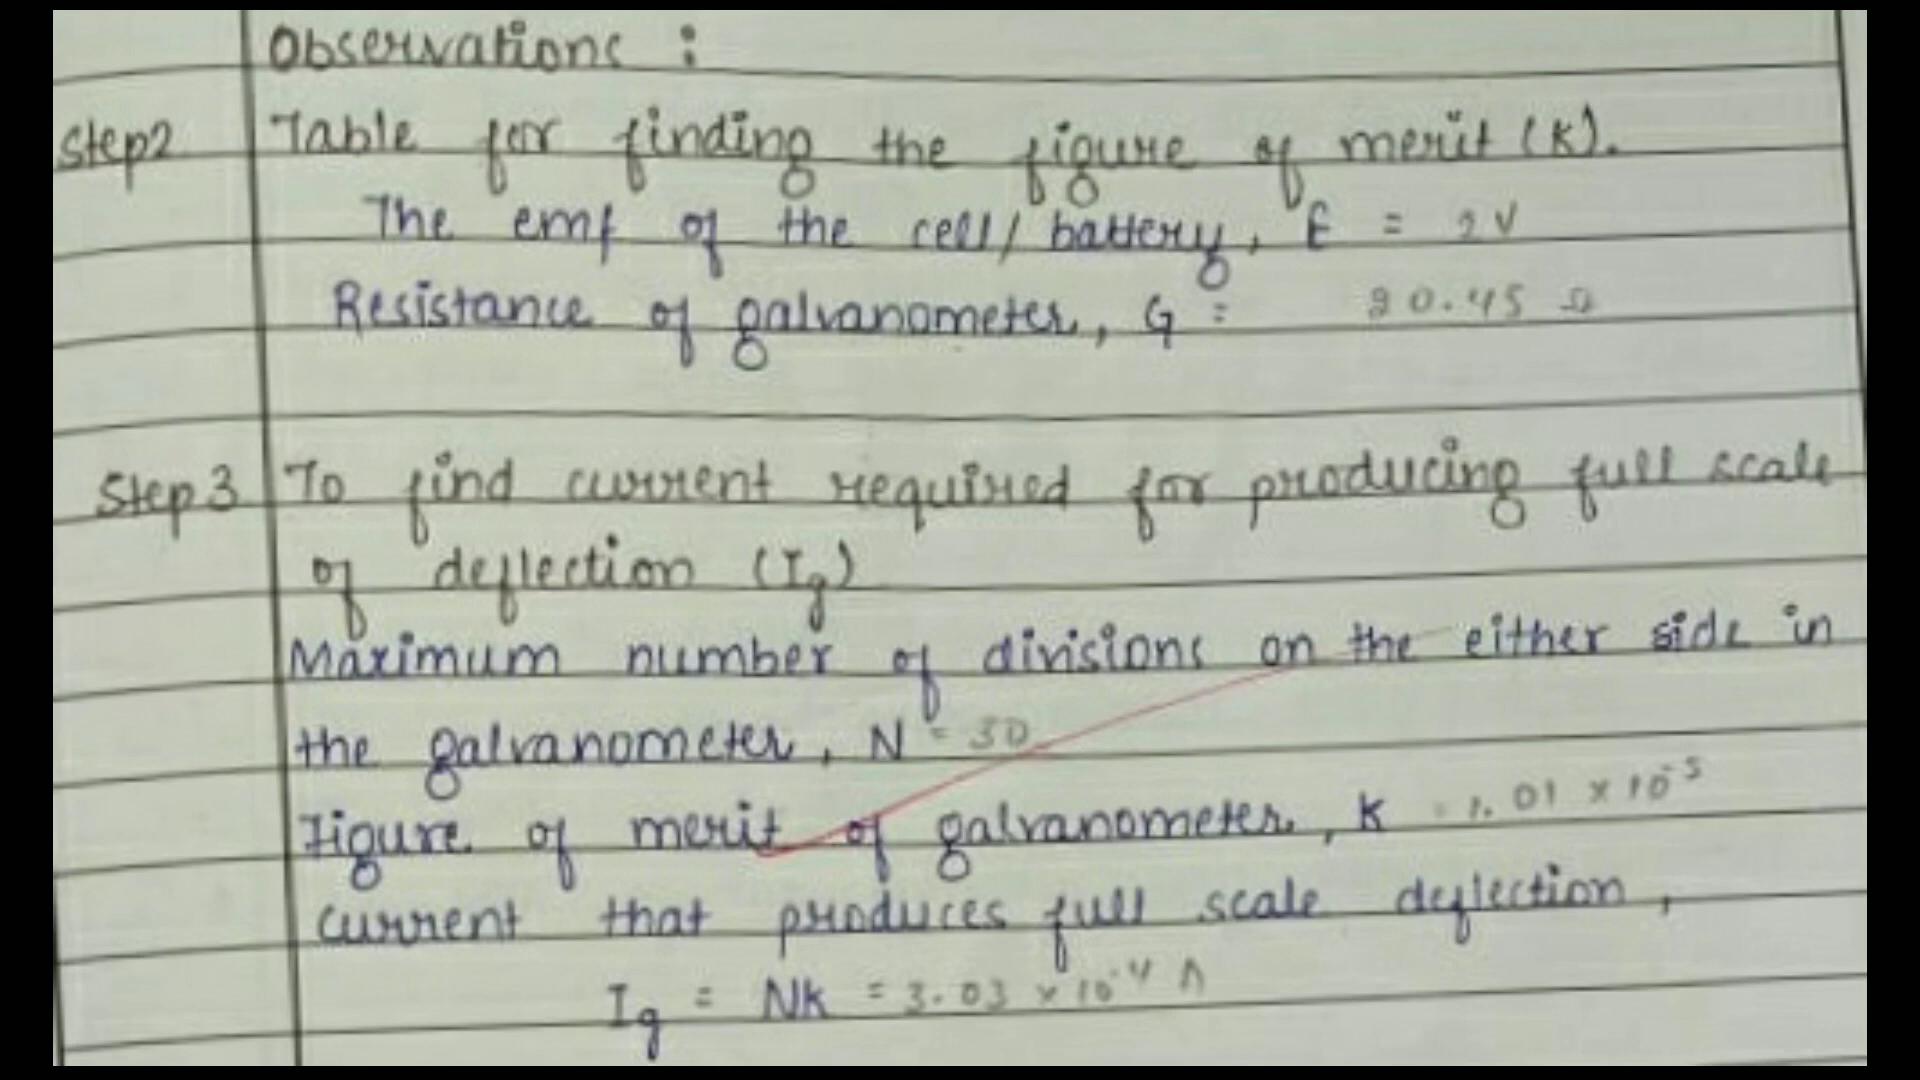 Observations :
Step2 Table for finding the figure of merit (K).
The emf of the cell/battery, E = 2V
Resistance of galvanometer, G = 90.45 Ω
Step 3 To find current required for producing full scale
of deflection (Ig)
Maximum number of divisions on the either side in
the galvanometer, N = 30
Figure of merit of galvanometer, K = 1.01 × 10⁻⁵
current that produces full scale deflection,
Ig = Nk = 3.03 × 10⁻⁴ A